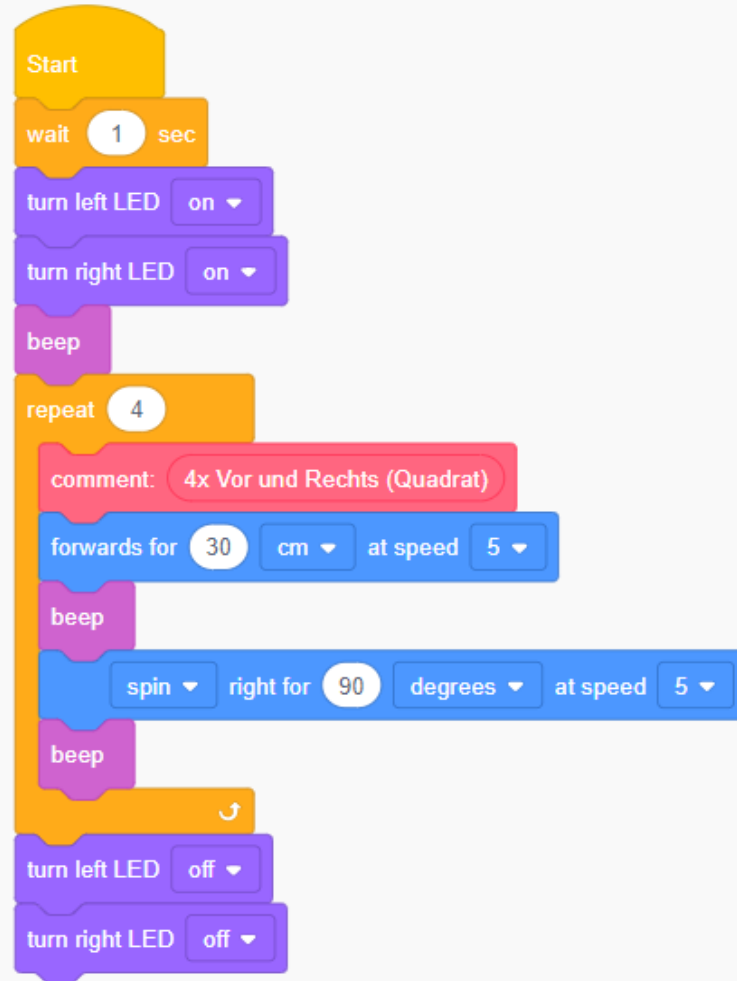 Start
wait 1 sec
turn left LED on
turn right LED on
beep
repeat 4
comment: 4x Vor und Rechts (Quadrat)
forwards for 30 cm at speed 5
beep
spin right for 90 degrees at speed 5
beep
turn left LED off
turn right LED off